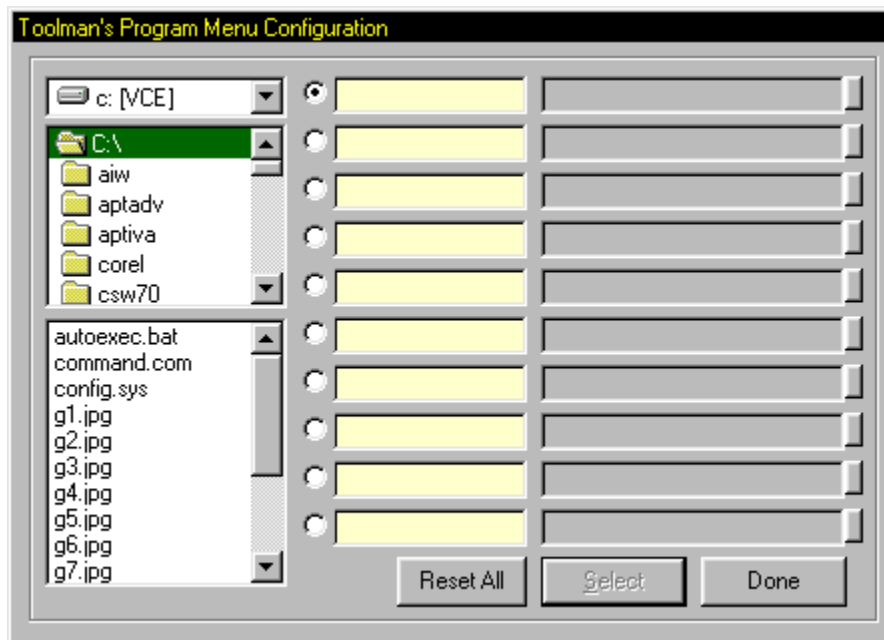 Toolman's Program Menu Configuration
c: [VCE]
C:\
aiw
aptadv
aptiva
corel
csw70
autoexec.bat
command.com
config.sys
g1.jpg
g2.jpg
g3.jpg
g4.jpg
g5.jpg
g6.jpg
g7.jpg
Reset All
Select
Done